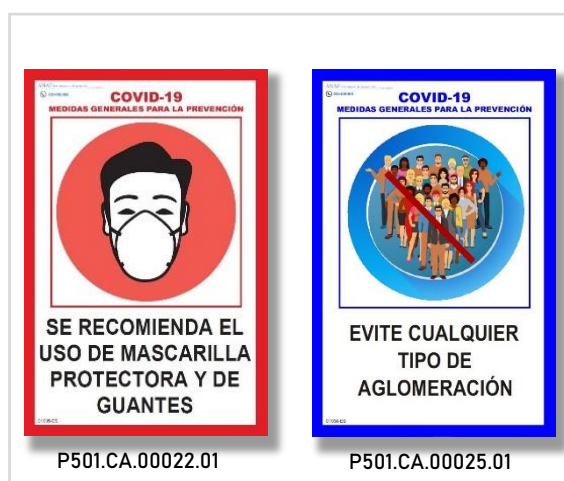 COVID-19
MEDIDAS GENERALES PARA LA PREVENCIÓN
SE RECOMIENDA EL
USO DE MASCARILLA
PROTECTORA Y DE
GUANTES
P501.CA.00022.01
COVID-19
MEDIDAS GENERALES PARA LA PREVENCIÓN
EVITE CUALQUIER
TIPO DE
AGLOMERACIÓN
P501.CA.00025.01